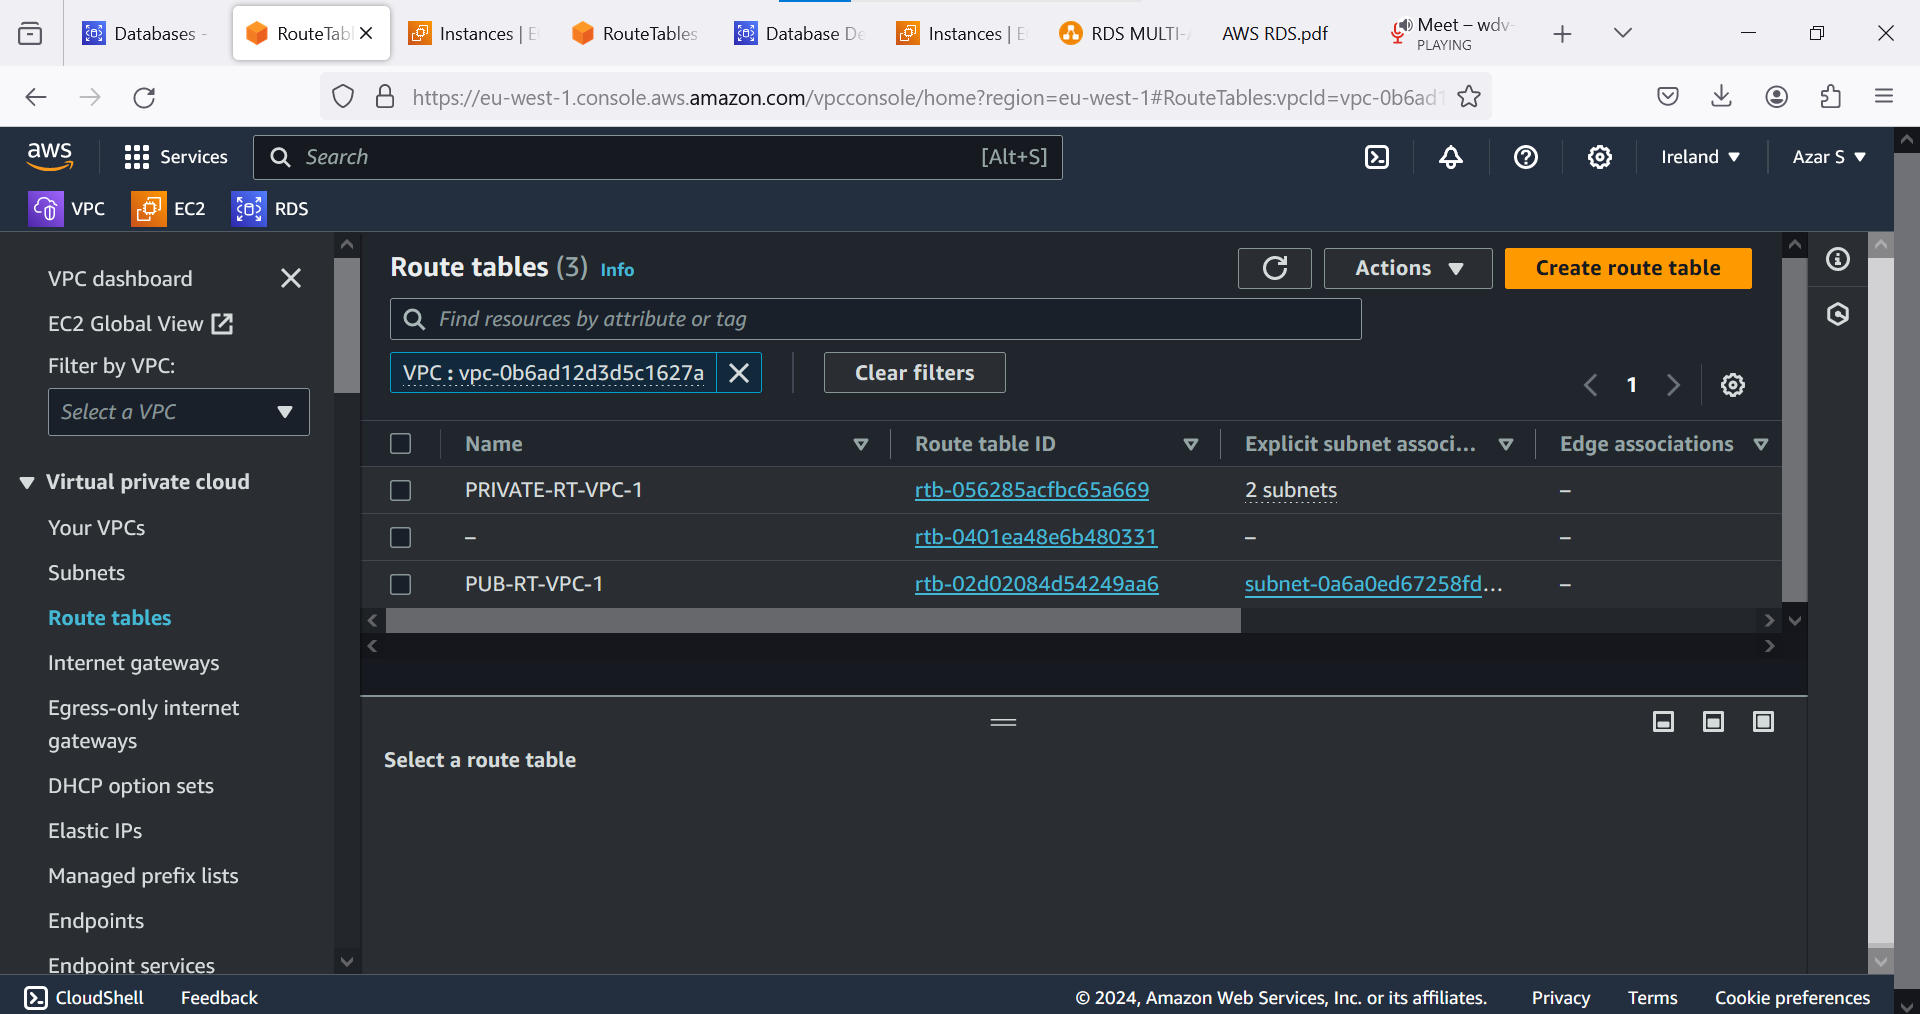 Databases -
RouteTabl
Instances | E
RouteTables
Database De
Instances | E
RDS MULTI-A
AWS RDS.pdf
Meet – wdv-
PLAYING
https://eu-west-1.console.aws.amazon.com/vpcconsole/home?region=eu-west-1#RouteTables:vpcId=vpc-0b6ad1
aws
Services
Search
[Alt+S]
Ireland
Azar S
VPC
EC2
RDS
VPC dashboard
EC2 Global View
Filter by VPC:
Select a VPC
Virtual private cloud
Your VPCs
Subnets
Route tables
Internet gateways
Egress-only internet
gateways
DHCP option sets
Elastic IPs
Managed prefix lists
Endpoints
Endpoint services
Route tables (3) Info
Actions
Create route table
Find resources by attribute or tag
VPC : vpc-0b6ad12d3d5c1627a
Clear filters
1
Name Route table ID Explicit subnet associ... Edge associations
PRIVATE-RT-VPC-1 rtb-056285acfbc65a669 2 subnets –
– rtb-0401ea48e6b480331 – –
PUB-RT-VPC-1 rtb-02d02084d54249aa6 subnet-0a6a0ed67258fd... –
Select a route table
CloudShell
Feedback
© 2024, Amazon Web Services, Inc. or its affiliates.
Privacy
Terms
Cookie preferences